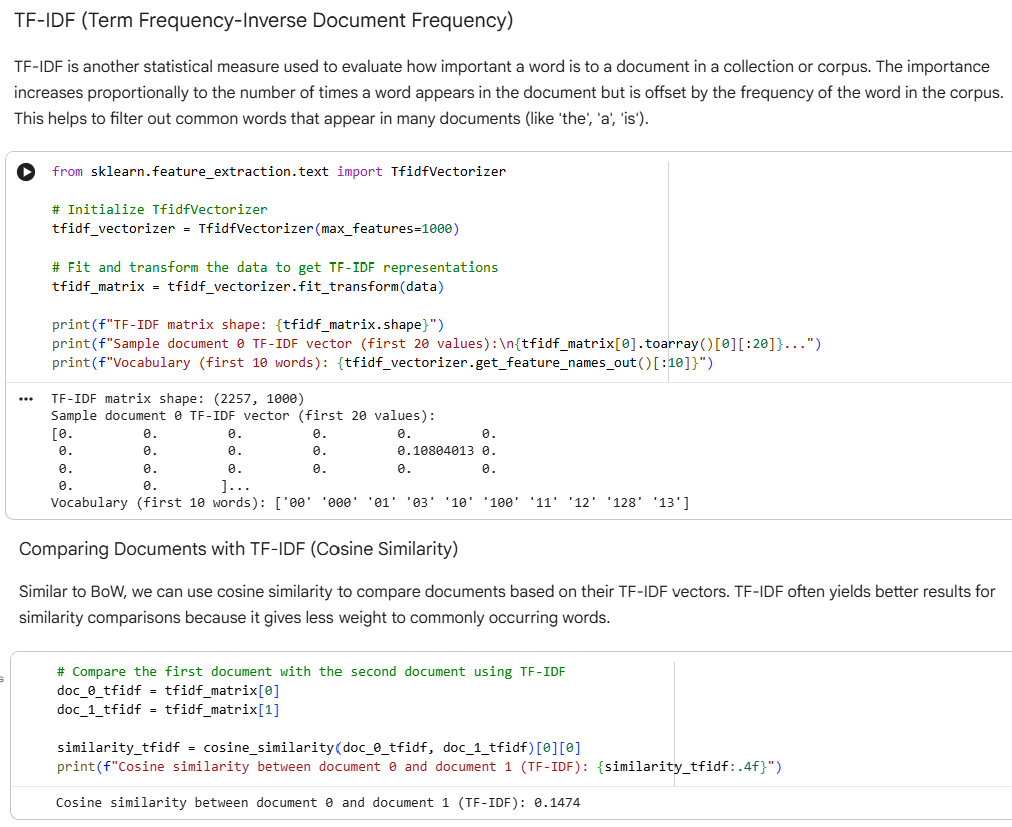 TF-IDF (Term Frequency-Inverse Document Frequency)
TF-IDF is another statistical measure used to evaluate how important a word is to a document in a collection or corpus. The importance
increases proportionally to the number of times a word appears in the document but is offset by the frequency of the word in the corpus.
This helps to filter out common words that appear in many documents (like 'the', 'a', 'is').
from sklearn.feature_extraction.text import TfidfVectorizer
# Initialize TfidfVectorizer
tfidf_vectorizer = TfidfVectorizer(max_features=1000)
# Fit and transform the data to get TF-IDF representations
tfidf_matrix = tfidf_vectorizer.fit_transform(data)
print(f"TF-IDF matrix shape: {tfidf_matrix.shape}")
print(f"Sample document 0 TF-IDF vector (first 20 values):\n{tfidf_matrix[0].toarray()[0][:20]}...")
print(f"Vocabulary (first 10 words): {tfidf_vectorizer.get_feature_names_out()[:10]}")
TF-IDF matrix shape: (2257, 1000)
Sample document 0 TF-IDF vector (first 20 values):
[0. 0. 0. 0. 0. 0.
0. 0. 0. 0. 0.10804013 0.
0. 0. 0. 0. 0. 0.
0. 0. ]...
Vocabulary (first 10 words): ['00' '000' '01' '03' '10' '100' '11' '12' '128' '13']
Comparing Documents with TF-IDF (Cosine Similarity)
Similar to BoW, we can use cosine similarity to compare documents based on their TF-IDF vectors. TF-IDF often yields better results for
similarity comparisons because it gives less weight to commonly occurring words.
# Compare the first document with the second document using TF-IDF
doc_0_tfidf = tfidf_matrix[0]
doc_1_tfidf = tfidf_matrix[1]
similarity_tfidf = cosine_similarity(doc_0_tfidf, doc_1_tfidf)[0][0]
print(f"Cosine similarity between document 0 and document 1 (TF-IDF): {similarity_tfidf:.4f}")
Cosine similarity between document 0 and document 1 (TF-IDF): 0.1474